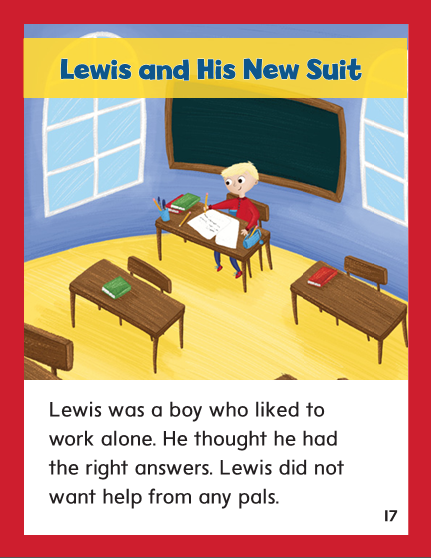 Lewis and His New Suit
Lewis was a boy who liked to
work alone. He thought he had
the right answers. Lewis did not
want help from any pals.
17